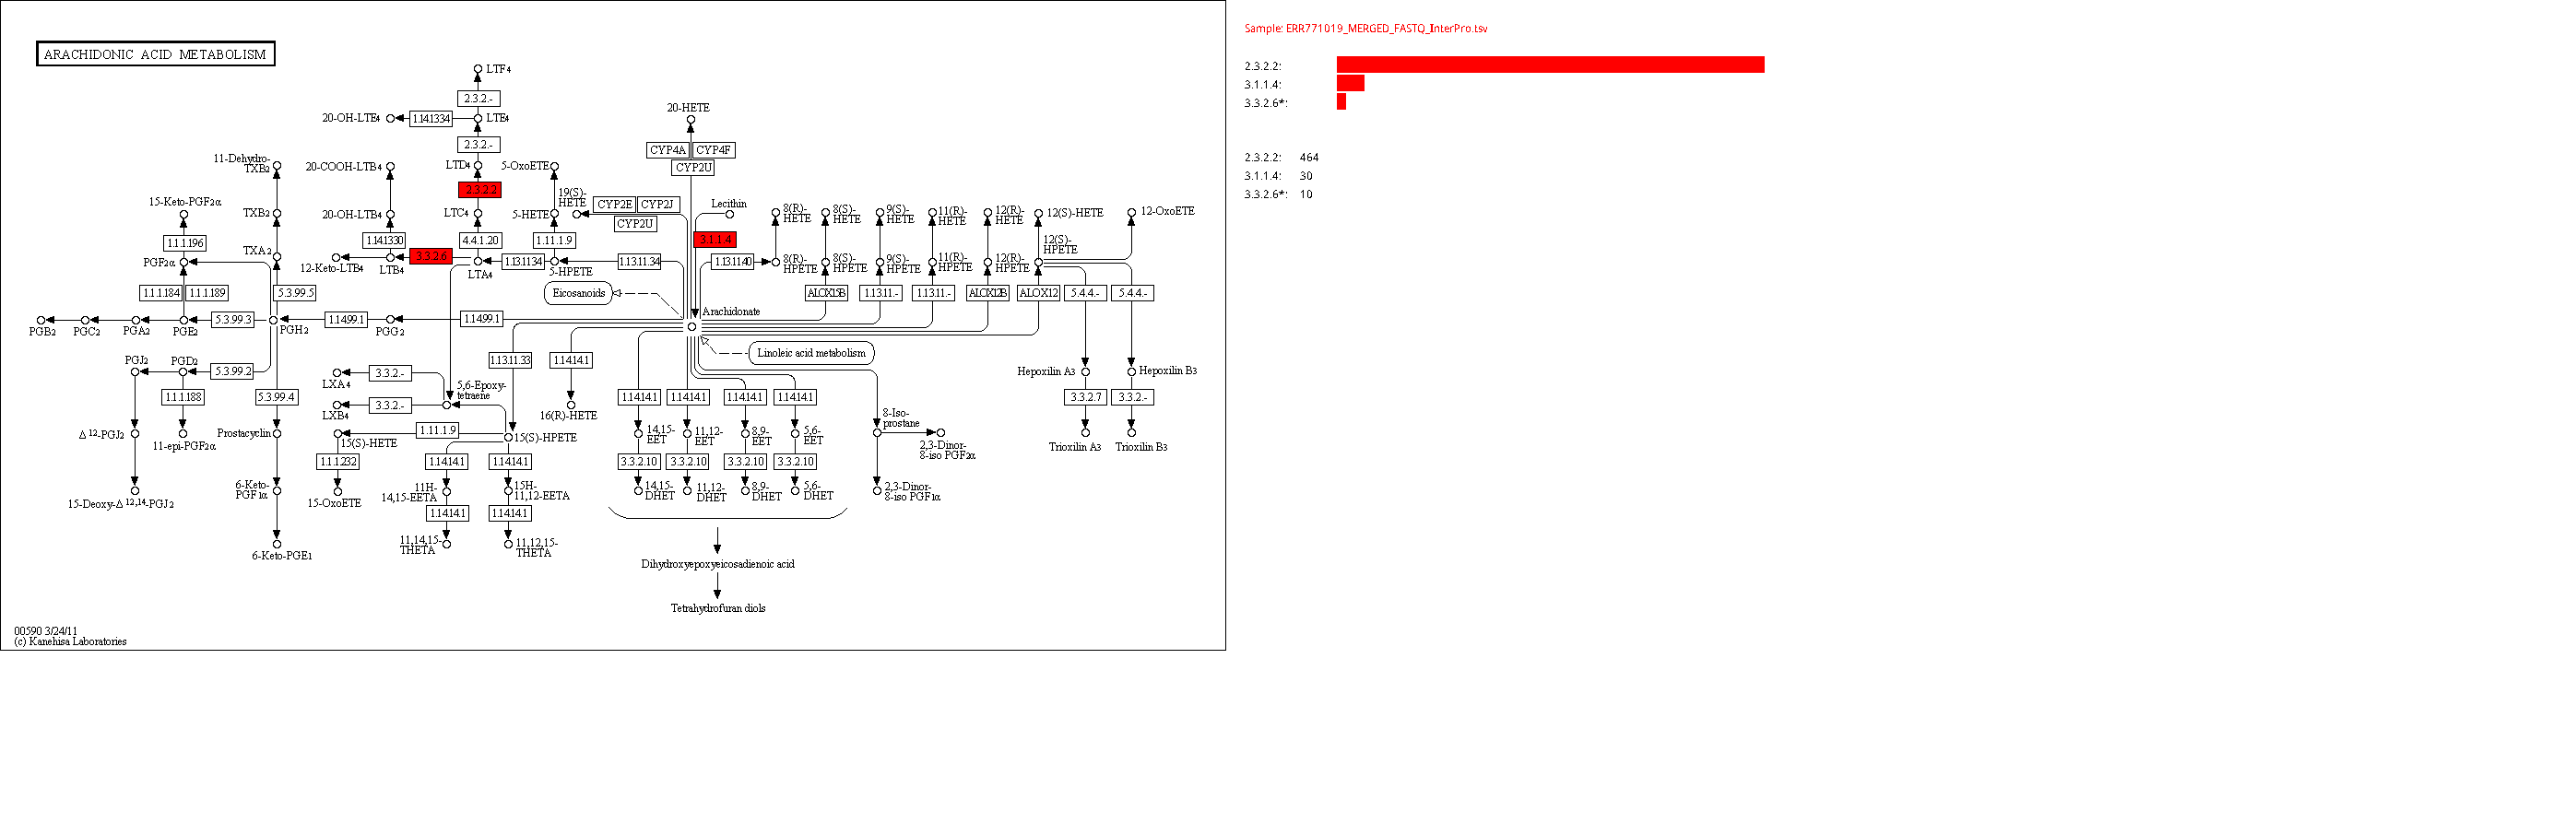 ARACHIDONIC ACID METABOLISM
Sample: ERR771019_MERGED_FASTQ_InterPro.tsv
2.3.2.2:
3.1.1.4:
3.3.2.6*:
2.3.2.2: 464
3.1.1.4: 30
3.3.2.6*: 10
LTF4
2.3.2.-
20-OH-LTE4
1.14.1334
LTE4
2.3.2.-
20-HETE
CYP4A
CYP4F
CYP2U
11-Dehydro-
TXB2
20-COOH-LTB4
LTD4
5-OxoETE
2.3.2.2
19(S)-
HETE
CYP2E
CYP2J
CYP2U
Lecithin
15-Keto-PGF2α
TXB2
20-OH-LTB4
LTC4
5-HETE
8(R)-
HETE
8(S)-
HETE
9(S)-
HETE
11(R)-
HETE
12(R)-
HETE
12(S)-HETE
12-OxoETE
1.1.1.196
1.14.1330
4.4.1.20
1.11.1.9
3.1.1.4
12(S)-
HPETE
TXA2
PGF2α
12-Keto-LTB4
LTB4
3.3.2.6
LTA4
1.13.1134
5-HPETE
1.13.11.34
1.13.1140
8(R)-
HPETE
8(S)-
HPETE
9(S)-
HPETE
11(R)-
HPETE
12(R)-
HPETE
1.1.1.184
1.1.1.189
5.3.99.5
Eicosanoids
ALOX15B
1.13.11.-
1.13.11.-
ALOX12B
ALOX12
5.4.4.-
5.4.4.-
Arachidonate
PGB2
PGC2
PGA2
PGE2
5.3.99.3
PGH2
1.14.99.1
PGG2
1.14.99.1
PGJ2
PGD2
5.3.99.2
1.13.11.33
1.14.14.1
Linoleic acid metabolism
LXA4
3.3.2.-
5,6-Epoxy-
tetraene
Hepoxilin A3
Hepoxilin B3
1.1.1.188
5.3.99.4
LXB4
3.3.2.-
16(R)-HETE
1.14.14.1
1.14.14.1
1.14.14.1
1.14.14.1
8-Iso-
prostane
3.3.2.7
3.3.2.-
Δ12-PGJ2
11-epi-PGF2α
Prostacyclin
15(S)-HETE
1.11.1.9
15(S)-HPETE
14,15-
EET
11,12-
EET
8,9-
EET
5,6-
EET
2,3-Dinor-
8-iso PGF2α
Trioxilin A3
Trioxilin B3
1.1.1.232
1.14.14.1
1.14.14.1
3.3.2.10
3.3.2.10
3.3.2.10
3.3.2.10
15-Deoxy-Δ12,14-PGJ2
6-Keto-
PGF1α
15-OxoETE
11H-
14,15-EETA
15H-
11,12-EETA
14,15-
DHET
11,12-
DHET
8,9-
DHET
5,6-
DHET
2,3-Dinor-
8-iso PGF1α
1.14.14.1
1.14.14.1
6-Keto-PGE1
11,14,15-
THETA
11,12,15-
THETA
Dihydroxyepoxyeicosadienoic acid
Tetrahydrofuran diols
00590 3/24/11
(c) Kanehisa Laboratories